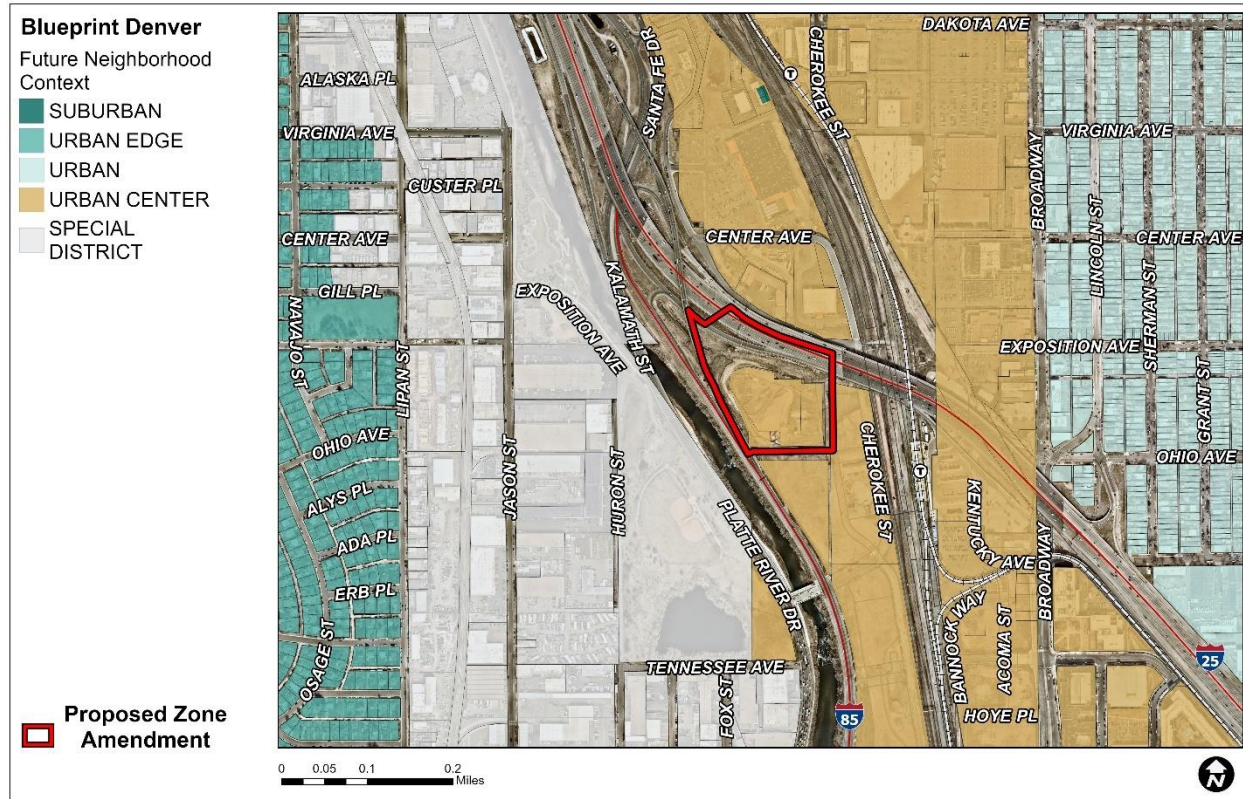 Blueprint Denver
Future Neighborhood
Context
SUBURBAN
URBAN EDGE
URBAN
URBAN CENTER
SPECIAL
DISTRICT
Proposed Zone
Amendment
0 0.05 0.1 0.2
Miles
DAKOTA AVE
SANTA FE DR
CHEROKEE ST
T
ALASKA PL
VIRGINIA AVE
VIRGINIA AVE
BROADWAY
CUSTER PL
LINCOLN ST
CENTER AVE
CENTER AVE
CENTER AVE
SHERMAN ST
KALAMATH ST
GILL PL
EXPOSITION AVE
NAVAJO ST
EXPOSITION AVE
LIPAN ST
GRANT ST
OHIO AVE
OHIO AVE
CHEROKEE ST
T
JASON ST
HURON ST
ALYS PL
KENTUCKY AVE
PLATTE RIVER DR
ADA PL
BROADWAY
ERB PL
BANNOCK WAY
ACOMA ST
OSAGE ST
TENNESSEE AVE
25
FOX ST
85
HOYE PL
N